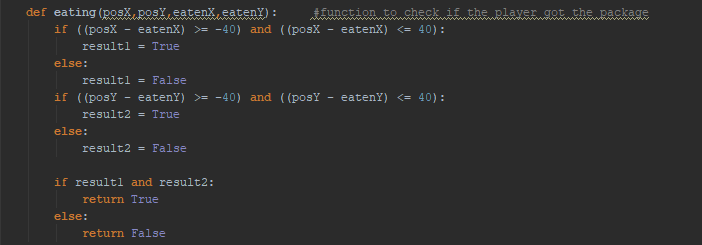 def eating(posX,posY,eatenX,eatenY):    #function to check if the player got the package
    if ((posX - eatenX) >= -40) and ((posX - eatenX) <= 40):
        result1 = True
    else:
        result1 = False
    if ((posY - eatenY) >= -40) and ((posY - eatenY) <= 40):
        result2 = True
    else:
        result2 = False

    if result1 and result2:
        return True
    else:
        return False